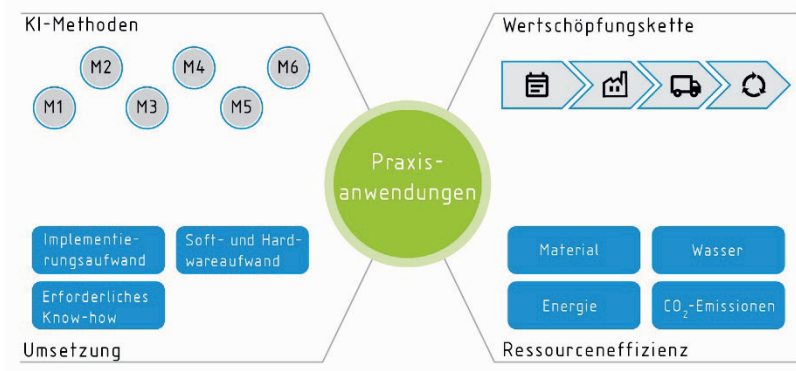 KI-Methoden
M2
M4
M6
M1
M3
M5
Wertschöpfungskette
Praxis-
anwendungen
Implementie-
rungsaufwand
Soft- und Hard-
wareaufwand
Erforderliches
Know-how
Umsetzung
Material
Wasser
Energie
CO₂-Emissionen
Ressourceneffizienz